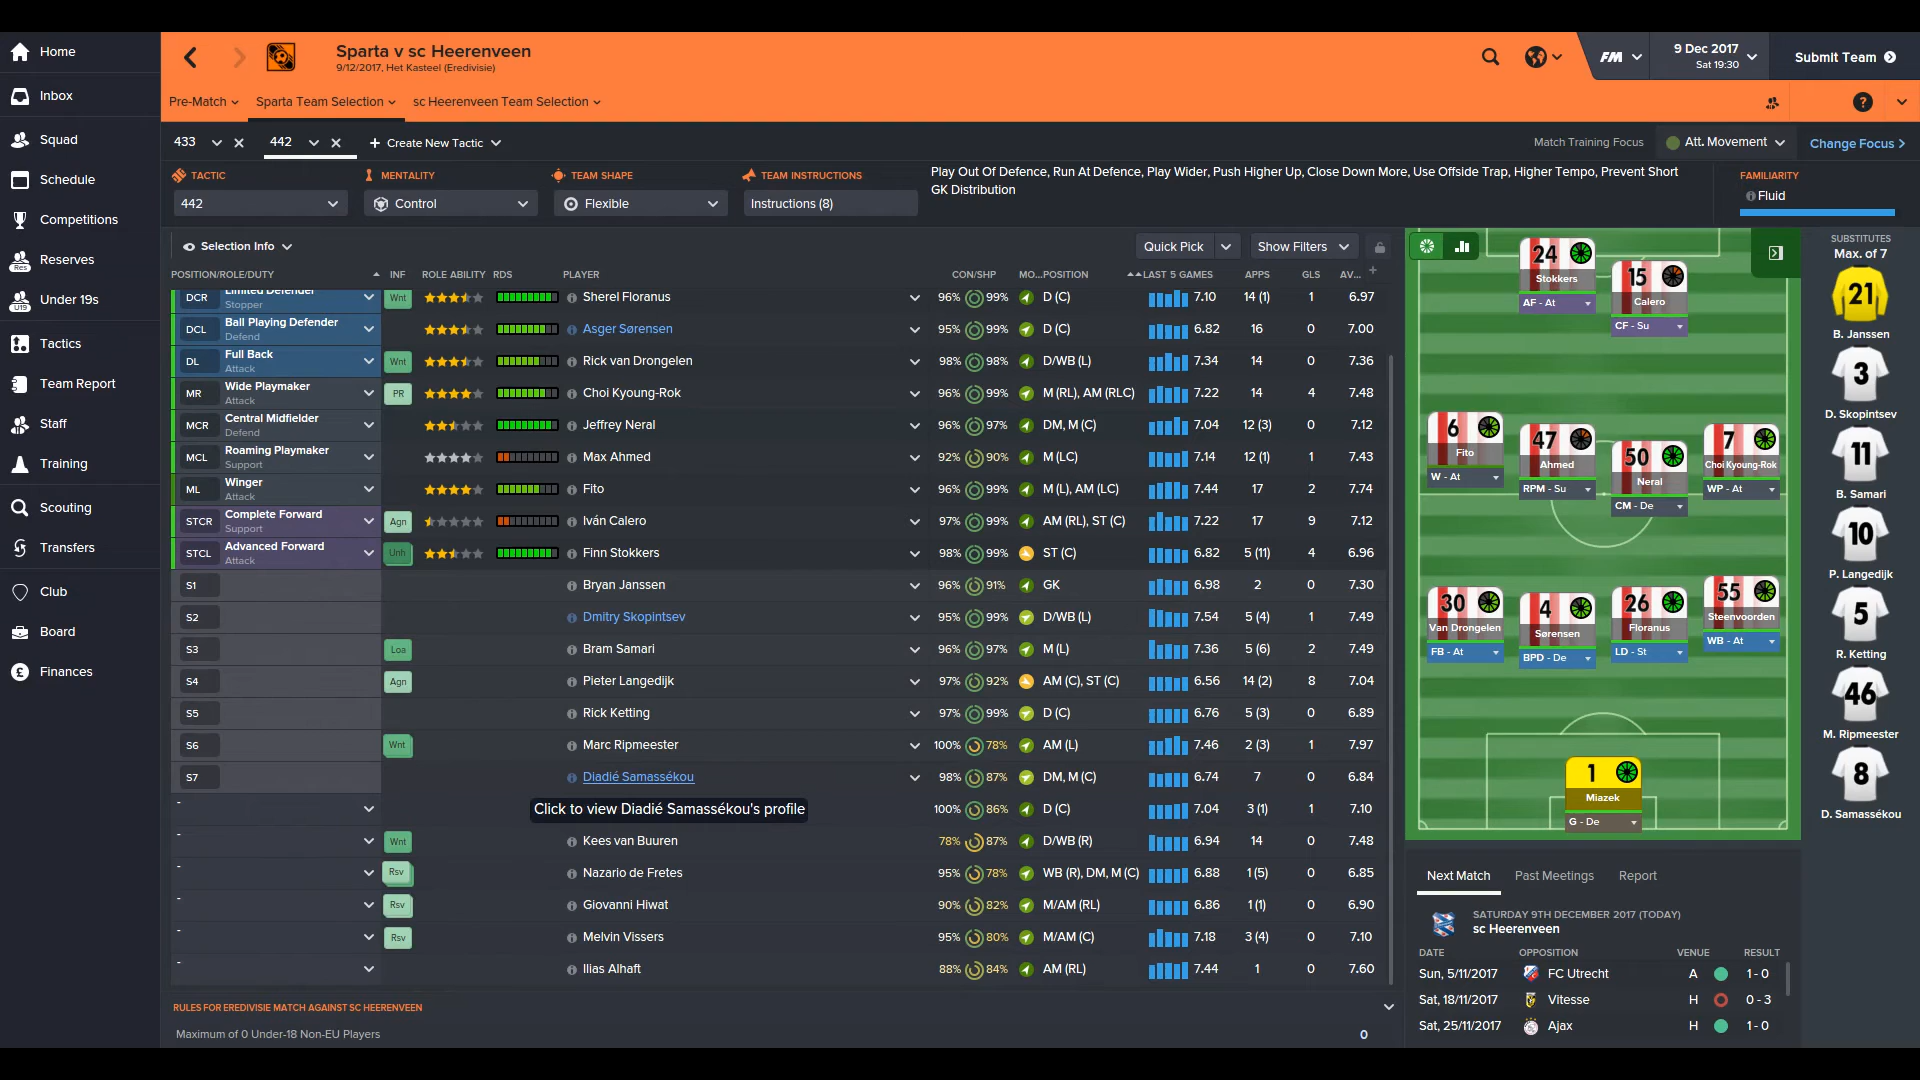 Home
Inbox
Squad
Schedule
Competitions
Res
Reserves
U19
Under 19s
Tactics
Team Report
Staff
Training
Scouting
Transfers
Club
Board
Finances
Sparta v sc Heerenveen
9/12/2017, Het Kasteel (Eredivisie)
FM
9 Dec 2017
Sat 19:30
Submit Team
Pre-Match
Sparta Team Selection
sc Heerenveen Team Selection
?
433
442
+ Create New Tactic
Match Training Focus
Att. Movement
Change Focus >
TACTIC
442
MENTALITY
Control
TEAM SHAPE
Flexible
TEAM INSTRUCTIONS
Instructions (8)
Play Out Of Defence, Run At Defence, Play Wider, Push Higher Up, Close Down More, Use Offside Trap, Higher Tempo, Prevent Short
GK Distribution
FAMILIARITY
Fluid
Selection Info
Quick Pick
Show Filters
POSITION/ROLE/DUTY INF ROLE ABILITY RDS PLAYER CON/SHP MO... POSITION LAST 5 GAMES APPS GLS AV... +
DCR Limited Defender Stopper Wnt Sherel Floranus 96% 99% D (C) 7.10 14 (1) 1 6.97
DCL Ball Playing Defender Defend Asger Sørensen 95% 99% D (C) 6.82 16 0 7.00
DL Full Back Attack Wnt Rick van Drongelen 98% 98% D/WB (L) 7.34 14 0 7.36
MR Wide Playmaker Attack PR Choi Kyoung-Rok 96% 99% M (RL), AM (RLC) 7.22 14 4 7.48
MCR Central Midfielder Defend Jeffrey Neral 96% 97% DM, M (C) 7.04 12 (3) 0 7.12
MCL Roaming Playmaker Support Max Ahmed 92% 90% M (LC) 7.14 12 (1) 1 7.43
ML Winger Attack Fito 96% 99% M (L), AM (LC) 7.44 17 2 7.74
STCR Complete Forward Support Agn Iván Calero 97% 99% AM (RL), ST (C) 7.22 17 9 7.12
STCL Advanced Forward Attack Unh Finn Stokkers 98% 99% ST (C) 6.82 5 (11) 4 6.96
S1 Bryan Janssen 96% 91% GK 6.98 2 0 7.30
S2 Dmitry Skopintsev 95% 99% D/WB (L) 7.54 5 (4) 1 7.49
S3 Loa Bram Samari 96% 97% M (L) 7.36 5 (6) 2 7.49
S4 Agn Pieter Langedijk 97% 92% AM (C), ST (C) 6.56 14 (2) 8 7.04
S5 Rick Ketting 97% 99% D (C) 6.76 5 (3) 0 6.89
S6 Wnt Marc Ripmeester 100% 78% AM (L) 7.46 2 (3) 1 7.97
S7 Diadié Samassékou 98% 87% DM, M (C) 6.74 7 0 6.84
- Click to view Diadié Samassékou's profile 100% 86% D (C) 7.04 3 (1) 1 7.10
- Wnt Kees van Buuren 78% 87% D/WB (R) 6.94 14 0 7.48
- Rsv Nazario de Fretes 95% 78% WB (R), DM, M (C) 6.88 1 (5) 0 6.85
- Rsv Giovanni Hiwat 90% 82% M/AM (RL) 6.86 1 (1) 0 6.90
- Rsv Melvin Vissers 95% 80% M/AM (C) 7.18 3 (4) 0 7.10
- Ilias Alhaft 88% 84% AM (RL) 7.44 1 0 7.60
RULES FOR EREDIVISIE MATCH AGAINST SC HEERENVEEN
Maximum of 0 Under-18 Non-EU Players 0
24
Stokkers
AF - At
15
Calero
CF - Su
6
Fito
W - At
47
Ahmed
RPM - Su
50
Neral
CM - De
7
Choi Kyoung-Rok
WP - At
30
Van Drongelen
FB - At
4
Sørensen
BPD - De
26
Floranus
LD - St
55
Steenvoorden
WB - At
1
Miazek
G - De
SUBSTITUTES
Max. of 7
21
B. Janssen
3
D. Skopintsev
11
B. Samari
10
P. Langedijk
5
R. Ketting
46
M. Ripmeester
8
D. Samassékou
Next Match
Past Meetings
Report
SATURDAY 9TH DECEMBER 2017 (TODAY)
sc Heerenveen
DATE OPPOSITION VENUE RESULT
Sun, 5/11/2017 FC Utrecht A 1 - 0
Sat, 18/11/2017 Vitesse H 0 - 3
Sat, 25/11/2017 Ajax H 1 - 0